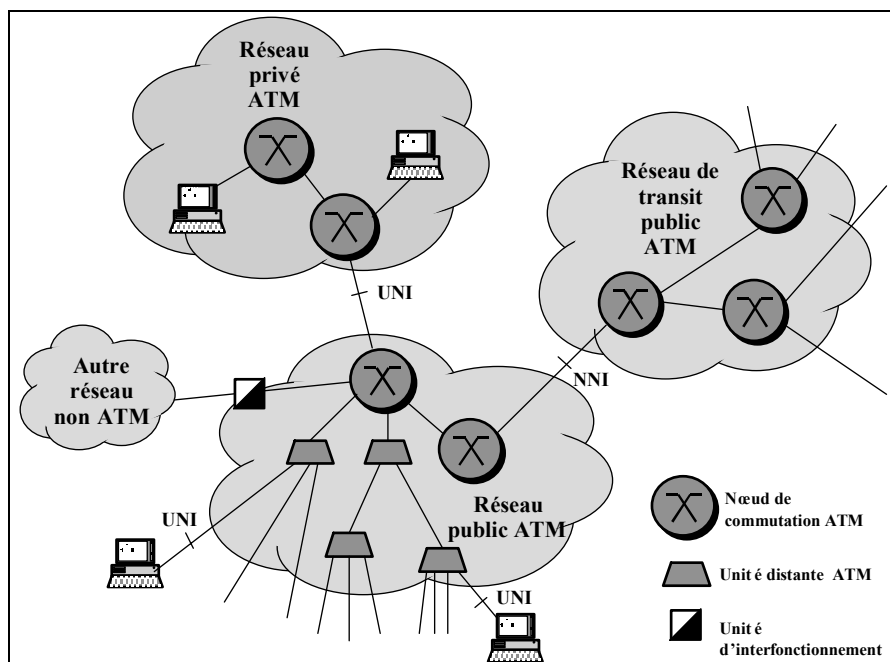 Réseau
privé
ATM
UNI
Réseau de
transit
public
ATM
NNI
Autre
réseau
non ATM
Réseau
public ATM
UNI
UNI
Nœud de
commutation ATM
Unit é distante ATM
Unit é
d'interfonctionnement